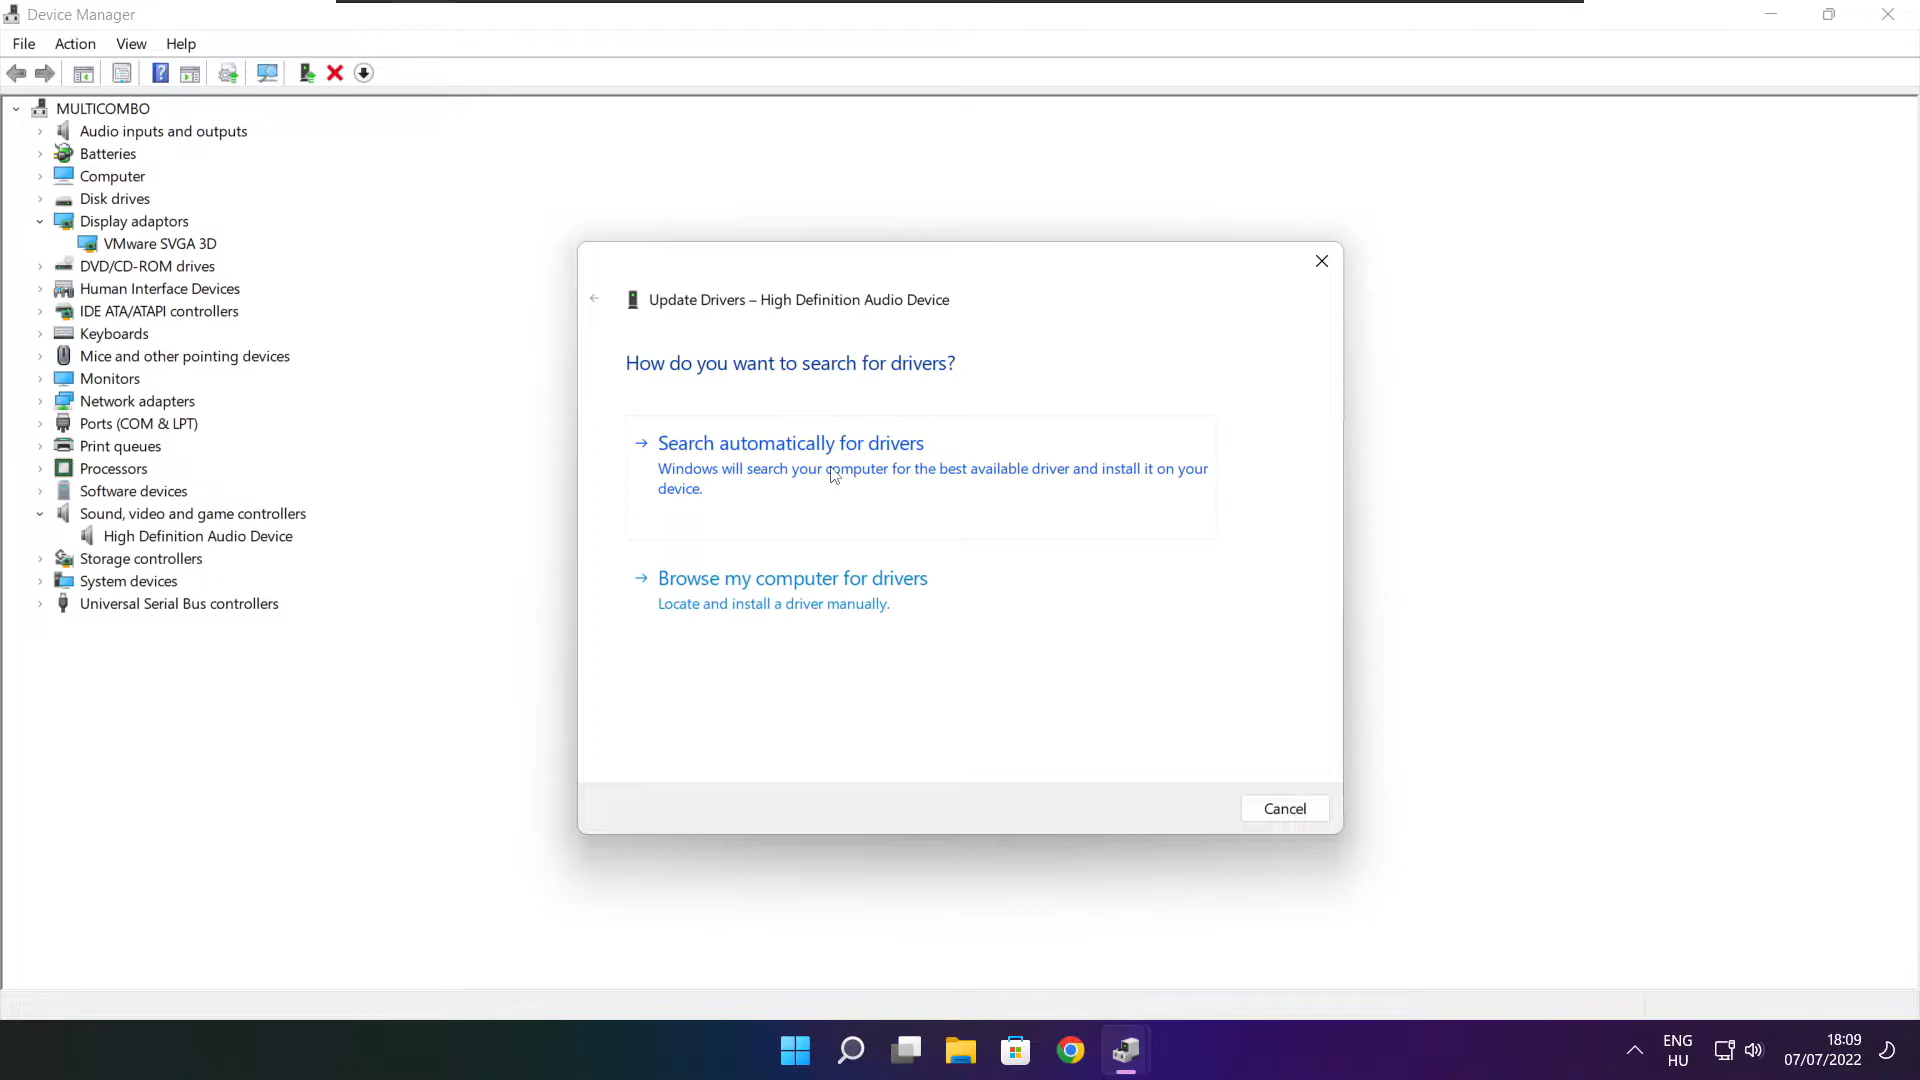 Device Manager
File Action View Help
MULTICOMBO
Audio inputs and outputs
Batteries
Computer
Disk drives
Display adaptors
VMware SVGA 3D
DVD/CD-ROM drives
Human Interface Devices
IDE ATA/ATAPI controllers
Keyboards
Mice and other pointing devices
Monitors
Network adapters
Ports (COM & LPT)
Print queues
Processors
Software devices
Sound, video and game controllers
High Definition Audio Device
Storage controllers
System devices
Universal Serial Bus controllers
Update Drivers – High Definition Audio Device
How do you want to search for drivers?
Search automatically for drivers
Windows will search your computer for the best available driver and install it on your
device.
Browse my computer for drivers
Locate and install a driver manually.
Cancel
ENG
HU
18:09
07/07/2022